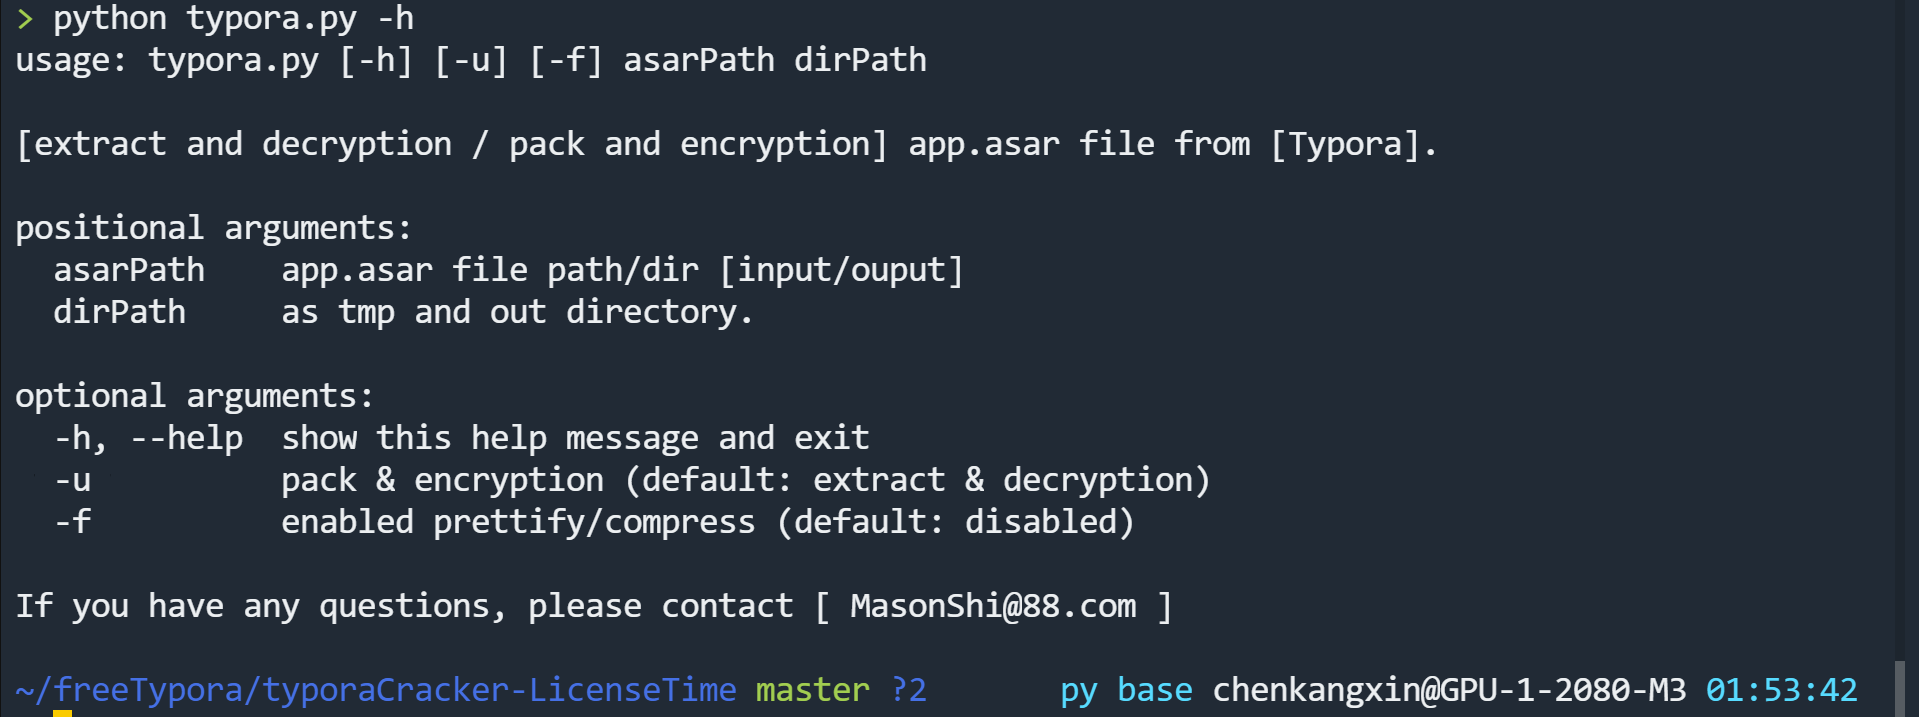 > python typora.py -h
usage: typora.py [-h] [-u] [-f] asarPath dirPath
[extract and decryption / pack and encryption] app.asar file from [Typora].
positional arguments:
  asarPath    app.asar file path/dir [input/ouput]
  dirPath     as tmp and out directory.
optional arguments:
  -h, --help  show this help message and exit
  -u          pack & encryption (default: extract & decryption)
  -f          enabled prettify/compress (default: disabled)
If you have any questions, please contact [ MasonShi@88.com ]
~/freeTypora/typoraCracker-LicenseTime master ?2       py base chenkangxin@GPU-1-2080-M3 01:53:42